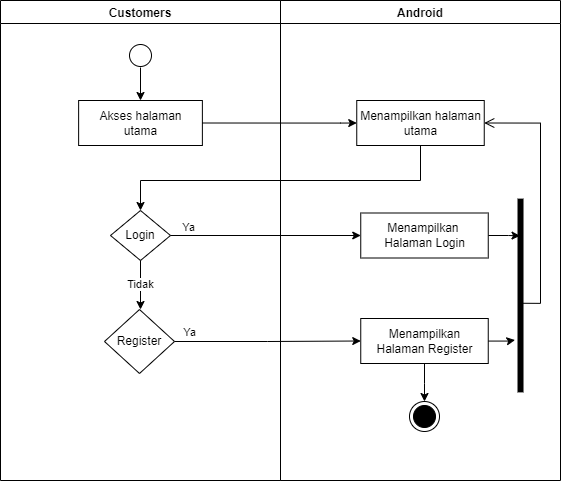 Customers
Android
Akses halaman
utama
Menampilkan halaman
utama
Login
Ya
Menampilkan
Halaman Login
Tidak
Register
Ya
Menampilkan
Halaman Register